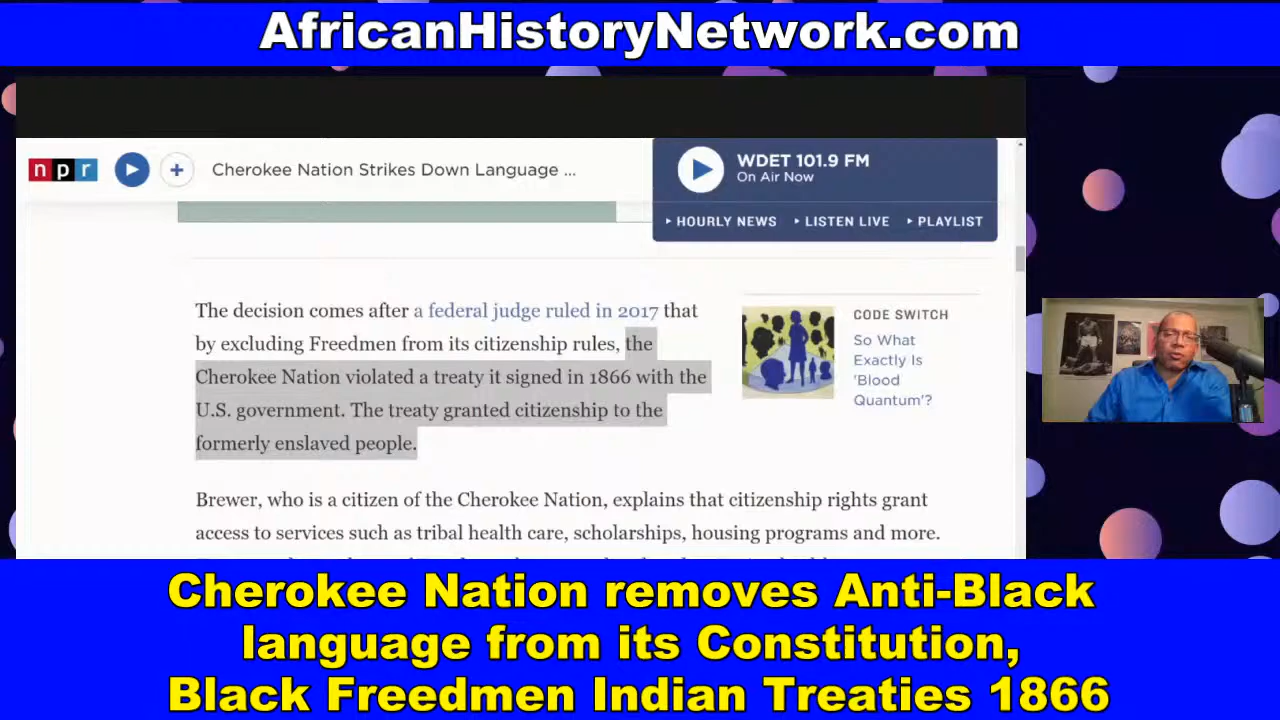 AfricanHistoryNetwork.com
npr
Cherokee Nation Strikes Down Language ...
WDET 101.9 FM
On Air Now
HOURLY NEWS
LISTEN LIVE
PLAYLIST
The decision comes after a federal judge ruled in 2017 that
by excluding Freedmen from its citizenship rules, the
Cherokee Nation violated a treaty it signed in 1866 with the
U.S. government. The treaty granted citizenship to the
formerly enslaved people.
CODE SWITCH
So What
Exactly Is
'Blood
Quantum'?
Brewer, who is a citizen of the Cherokee Nation, explains that citizenship rights grant
access to services such as tribal health care, scholarships, housing programs and more.
Cherokee Nation removes Anti-Black
language from its Constitution,
Black Freedmen Indian Treaties 1866